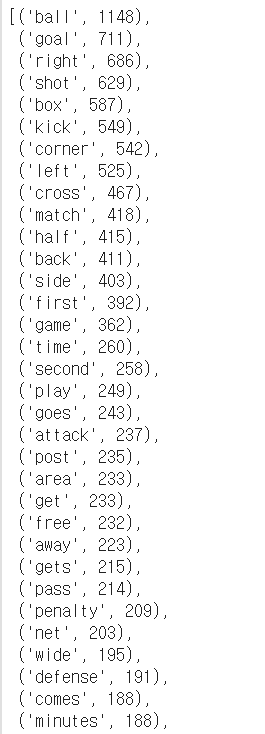 [('ball', 1148),
('goal', 711),
('right', 686),
('shot', 629),
('box', 587),
('kick', 549),
('corner', 542),
('left', 525),
('cross', 467),
('match', 418),
('half', 415),
('back', 411),
('side', 403),
('first', 392),
('game', 362),
('time', 260),
('second', 258),
('play', 249),
('goes', 243),
('attack', 237),
('post', 235),
('area', 233),
('get', 233),
('free', 232),
('away', 223),
('gets', 215),
('pass', 214),
('penalty', 209),
('net', 203),
('wide', 195),
('defense', 191),
('comes', 188),
('minutes', 188),